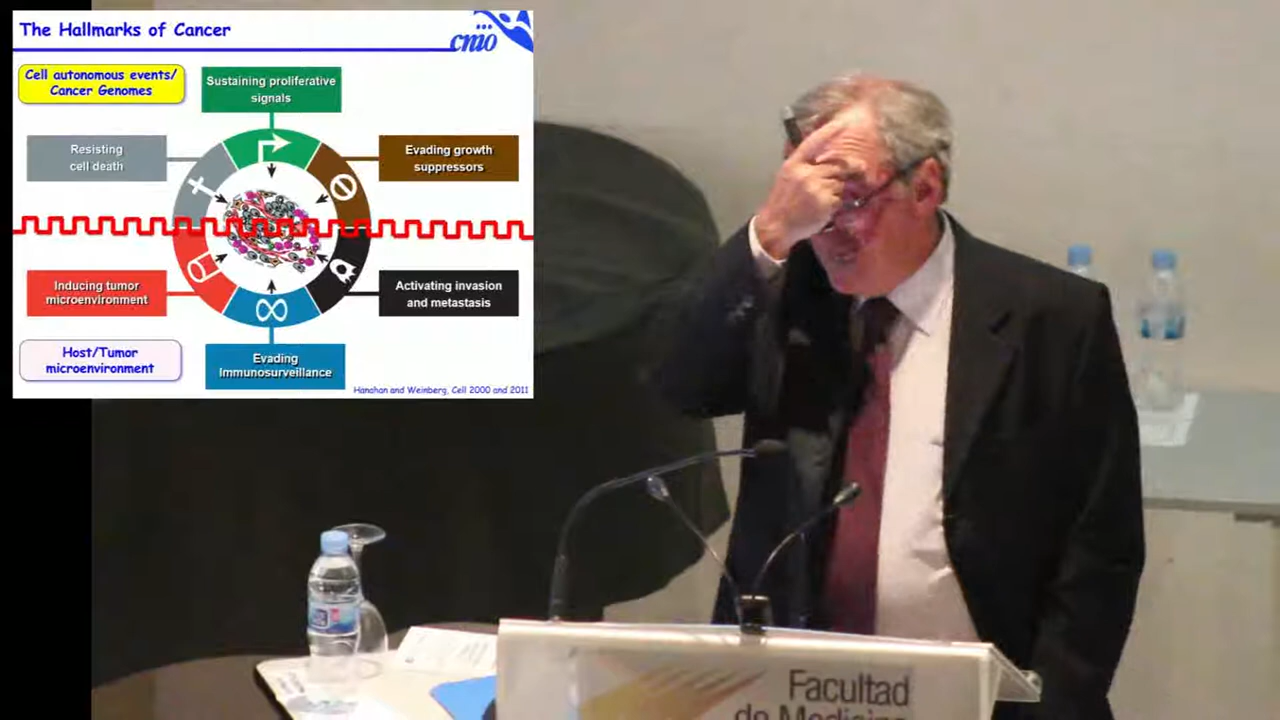 The Hallmarks of Cancer
cnio
Cell autonomous events/
Cancer Genomes
Sustaining proliferative
signals
Resisting
cell death
Evading growth
suppressors
Inducing tumor
microenvironment
Activating invasion
and metastasis
Host/Tumor
microenvironment
Evading
Immunosurveillance
Hanahan and Weinberg, Cell 2000 and 2011
Facultad
de Medicina